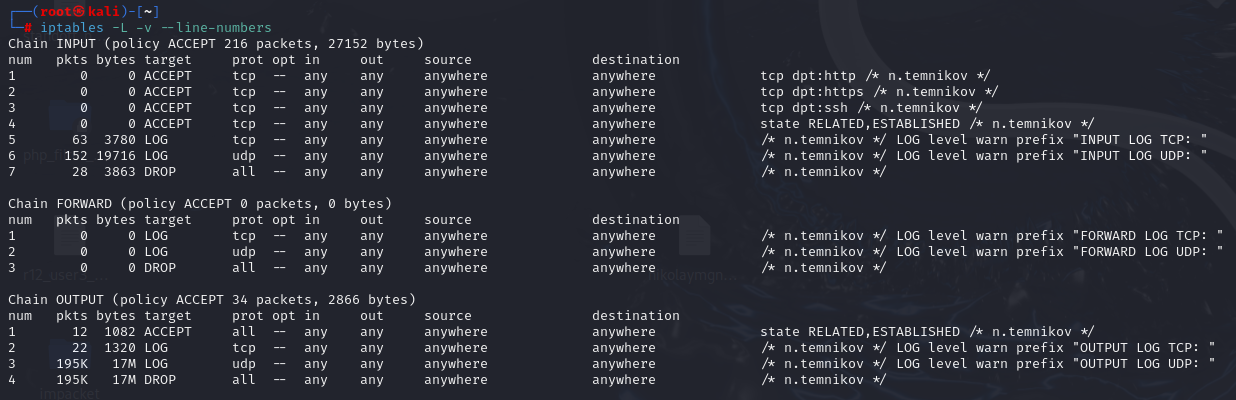 ┌──(root㉿kali)-[~]
└─# iptables -L -v --line-numbers
Chain INPUT (policy ACCEPT 216 packets, 27152 bytes)
num   pkts bytes target     prot opt in     out     source               destination
1        0     0 ACCEPT     tcp  --  any    any     anywhere             anywhere             tcp dpt:http /* n.temnikov */
2        0     0 ACCEPT     tcp  --  any    any     anywhere             anywhere             tcp dpt:https /* n.temnikov */
3        0     0 ACCEPT     tcp  --  any    any     anywhere             anywhere             tcp dpt:ssh /* n.temnikov */
4        0     0 ACCEPT     tcp  --  any    any     anywhere             anywhere             state RELATED,ESTABLISHED /* n.temnikov */
5       63  3780 LOG        tcp  --  any    any     anywhere             anywhere             /* n.temnikov */ LOG level warn prefix "INPUT LOG TCP: "
6      152 19716 LOG        udp  --  any    any     anywhere             anywhere             /* n.temnikov */ LOG level warn prefix "INPUT LOG UDP: "
7       28  3863 DROP       all  --  any    any     anywhere             anywhere             /* n.temnikov */
Chain FORWARD (policy ACCEPT 0 packets, 0 bytes)
num   pkts bytes target     prot opt in     out     source               destination
1        0     0 LOG        tcp  --  any    any     anywhere             anywhere             /* n.temnikov */ LOG level warn prefix "FORWARD LOG TCP: "
2        0     0 LOG        udp  --  any    any     anywhere             anywhere             /* n.temnikov */ LOG level warn prefix "FORWARD LOG UDP: "
3        0     0 DROP       all  --  any    any     anywhere             anywhere             /* n.temnikov */
Chain OUTPUT (policy ACCEPT 34 packets, 2866 bytes)
num   pkts bytes target     prot opt in     out     source               destination
1       12  1082 ACCEPT     all  --  any    any     anywhere             anywhere             state RELATED,ESTABLISHED /* n.temnikov */
2       22  1320 LOG        tcp  --  any    any     anywhere             anywhere             /* n.temnikov */ LOG level warn prefix "OUTPUT LOG TCP: "
3     195K   17M LOG        udp  --  any    any     anywhere             anywhere             /* n.temnikov */ LOG level warn prefix "OUTPUT LOG UDP: "
4     195K   17M DROP       all  --  any    any     anywhere             anywhere             /* n.temnikov */
impacket